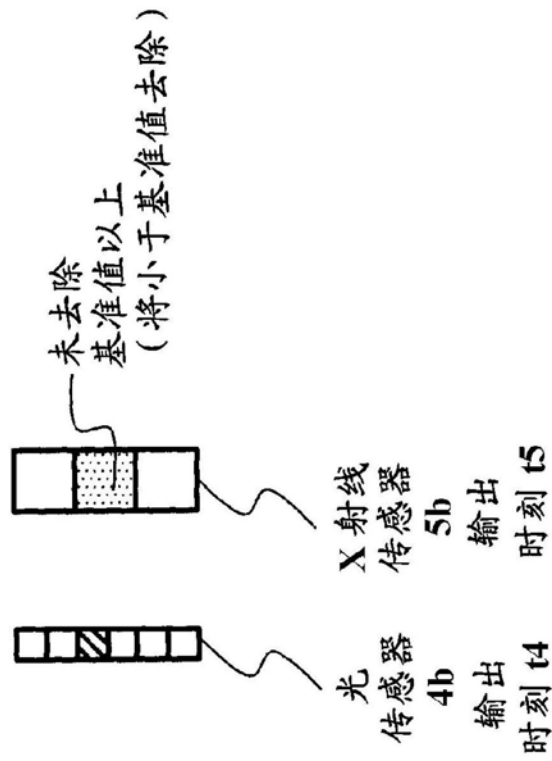 未去除
基准值以上
(将小于基准值去除)
X射线
传感器
5b
输出
时刻 t5
光
传感器
4b
输出
时刻 t4